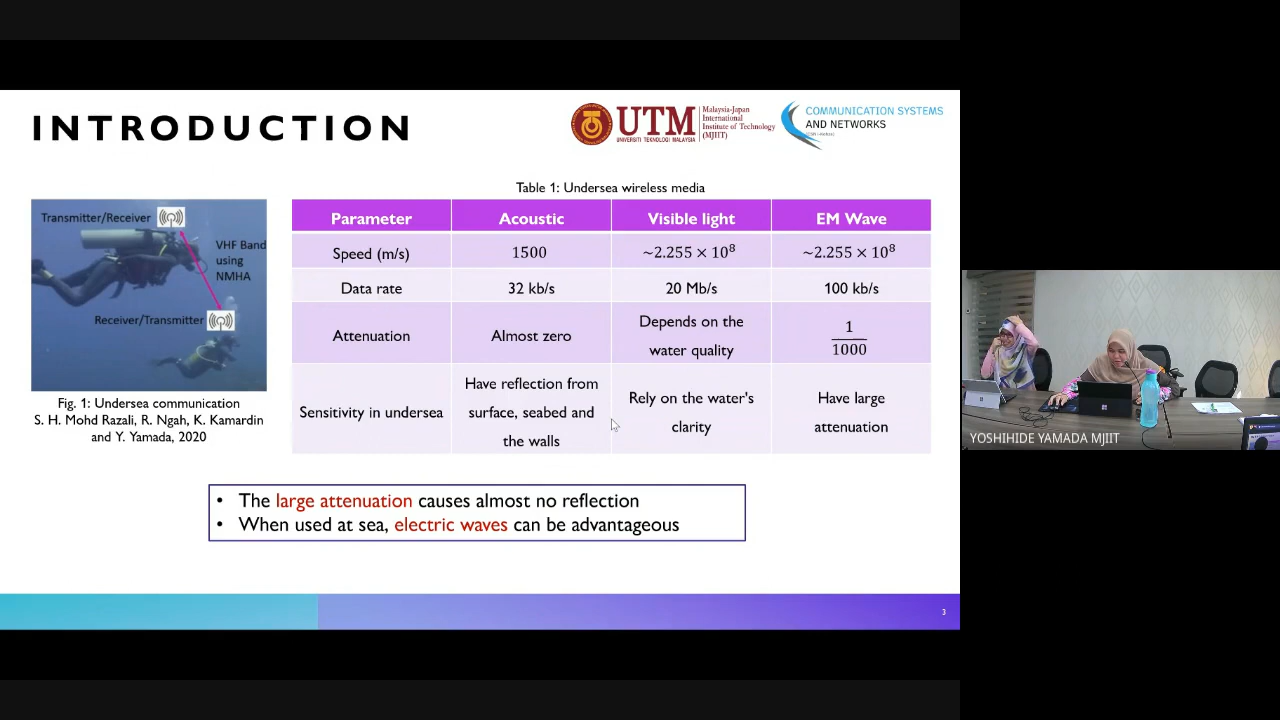 INTRODUCTION
UTM
UNIVERSITI TEKNOLOGI MALAYSIA
Malaysia-Japan
International
Institute of Technology
(MJIIT)
COMMUNICATION SYSTEMS
AND NETWORKS
Transmitter/Receiver
VHF Band
using
NMHA
Receiver/Transmitter
Fig. 1: Undersea communication
S. H. Mohd Razali, R. Ngah, K. Kamardin
and Y. Yamada, 2020
Table 1: Undersea wireless media
Parameter Acoustic Visible light EM Wave
Speed (m/s) 1500 ~2.255 × 10⁸ ~2.255 × 10⁸
Data rate 32 kb/s 20 Mb/s 100 kb/s
Attenuation Almost zero Depends on the water quality 1/1000
Sensitivity in undersea Have reflection from surface, seabed and the walls Rely on the water's clarity Have large attenuation
• The large attenuation causes almost no reflection
• When used at sea, electric waves can be advantageous
3
YOSHIHIDE YAMADA MJIIT